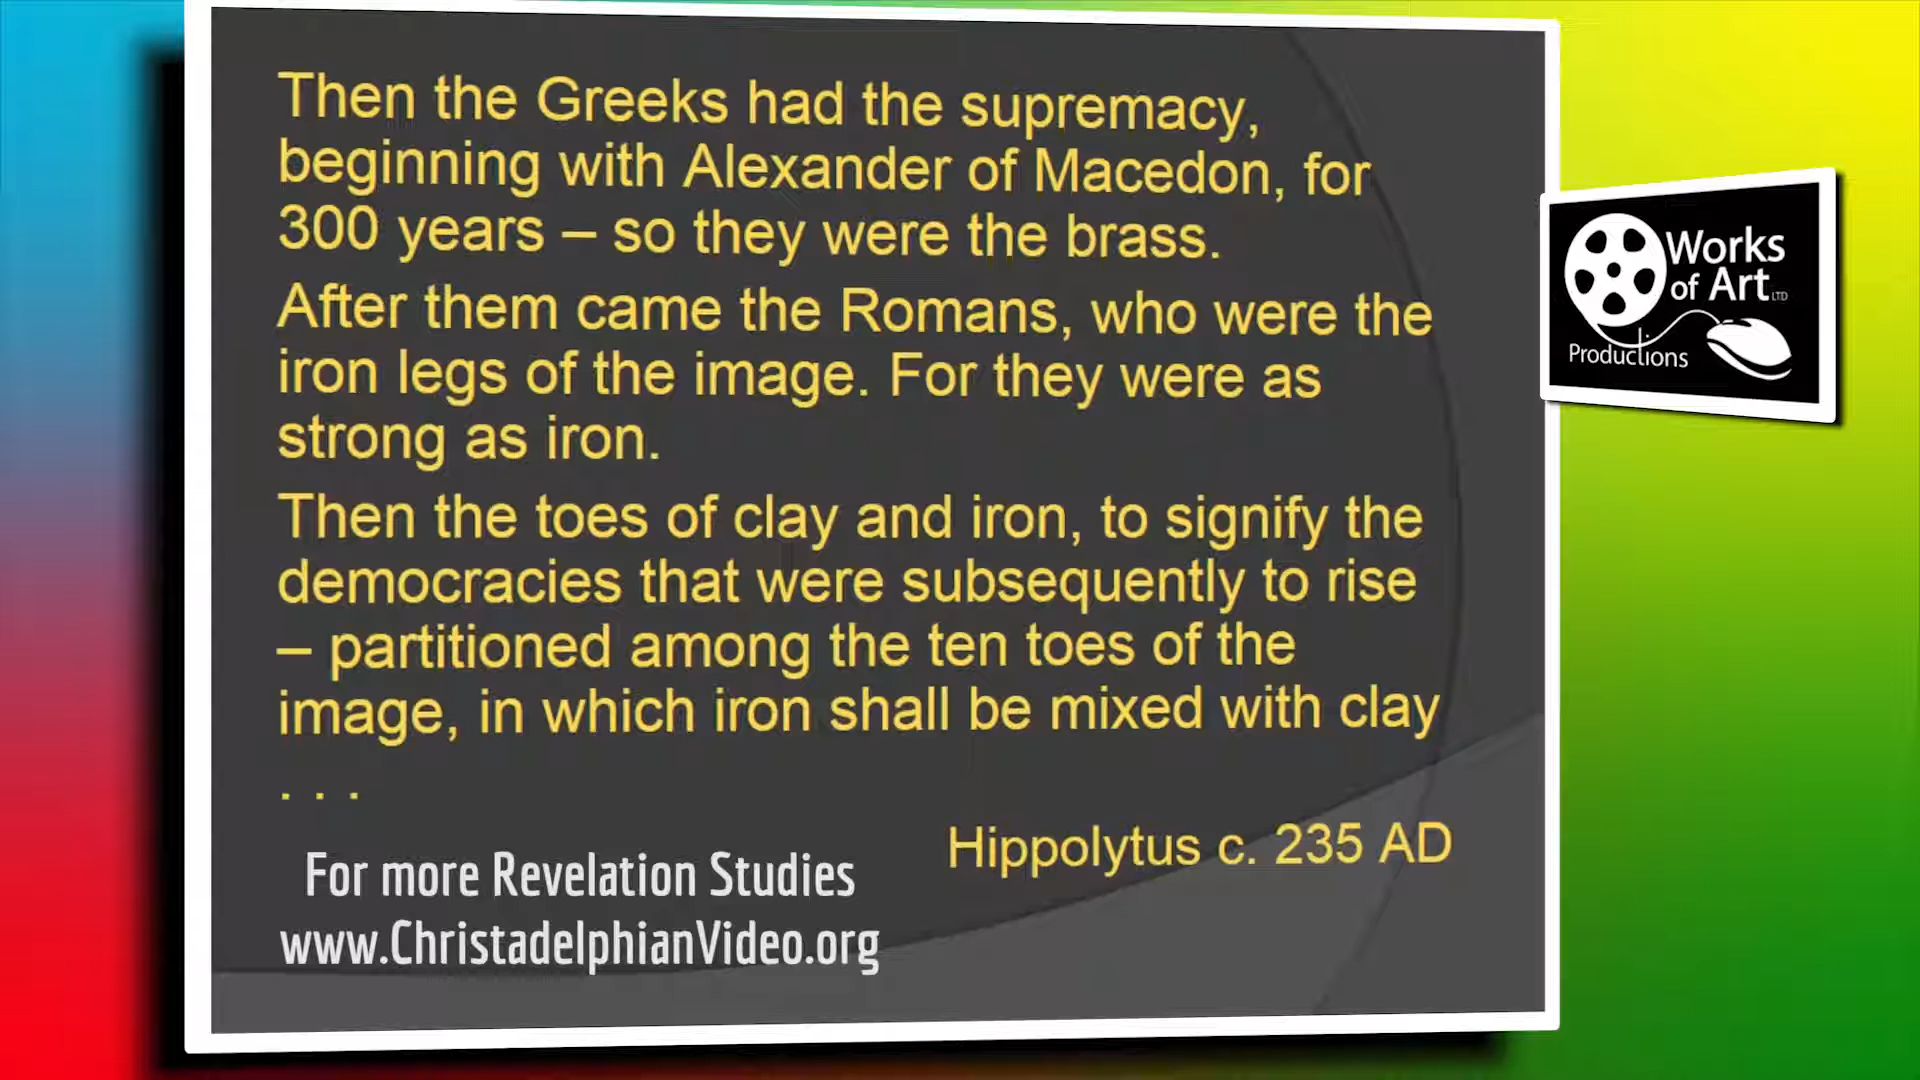 Then the Greeks had the supremacy,
beginning with Alexander of Macedon, for
300 years – so they were the brass.
After them came the Romans, who were the
iron legs of the image. For they were as
strong as iron.
Then the toes of clay and iron, to signify the
democracies that were subsequently to rise
– partitioned among the ten toes of the
image, in which iron shall be mixed with clay
. . .
Hippolytus c. 235 AD
For more Revelation Studies
www.ChristadelphianVideo.org
Works
of Art LTD
Productions